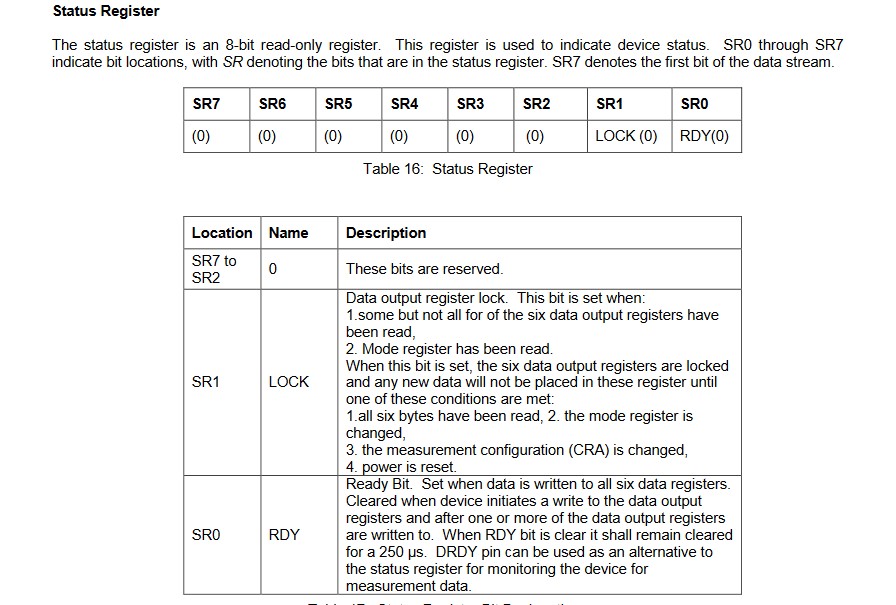 Status Register
The status register is an 8-bit read-only register. This register is used to indicate device status. SR0 through SR7
indicate bit locations, with SR denoting the bits that are in the status register. SR7 denotes the first bit of the data stream.
SR7 SR6 SR5 SR4 SR3 SR2 SR1 SR0
(0) (0) (0) (0) (0) (0) LOCK (0) RDY(0)
Table 16: Status Register
Location Name Description
SR7 to
SR2
0
These bits are reserved.
SR1
LOCK
Data output register lock. This bit is set when:
1.some but not all for of the six data output registers have
been read,
2. Mode register has been read.
When this bit is set, the six data output registers are locked
and any new data will not be placed in these register until
one of these conditions are met:
1.all six bytes have been read, 2. the mode register is
changed,
3. the measurement configuration (CRA) is changed,
4. power is reset.
SR0
RDY
Ready Bit. Set when data is written to all six data registers.
Cleared when device initiates a write to the data output
registers and after one or more of the data output registers
are written to. When RDY bit is clear it shall remain cleared
for a 250 μs. DRDY pin can be used as an alternative to
the status register for monitoring the device for
measurement data.